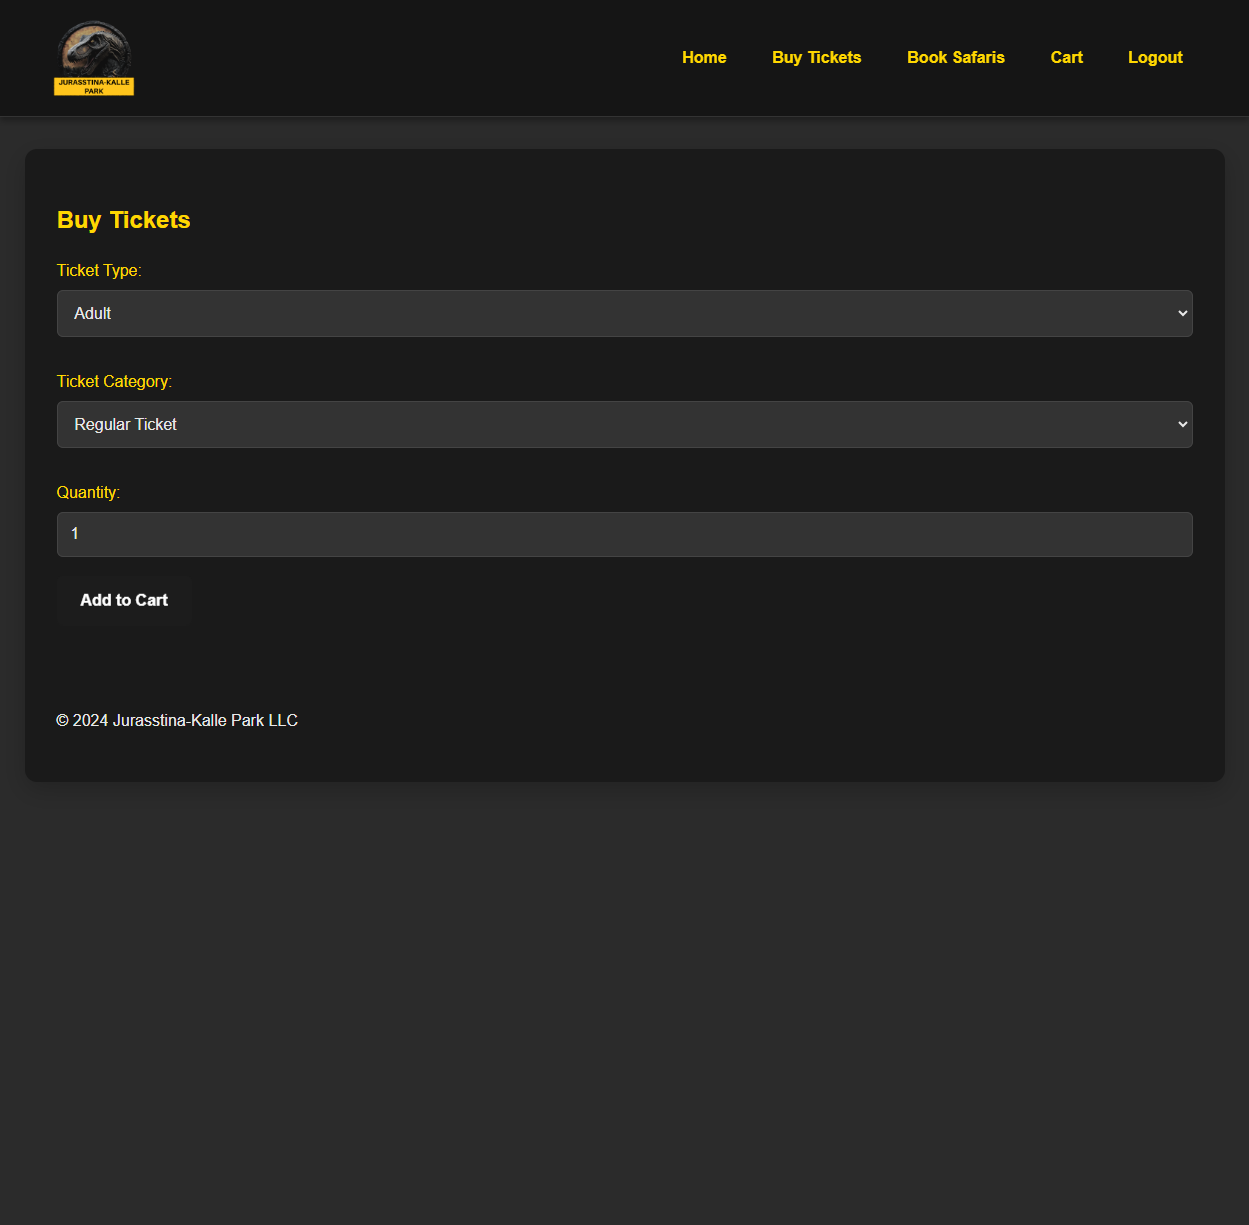 JURASSTINA-KALLE
PARK
Home
Buy Tickets
Book Safaris
Cart
Logout
Buy Tickets
Ticket Type:
Adult
Ticket Category:
Regular Ticket
Quantity:
1
Add to Cart
© 2024 Jurasstina-Kalle Park LLC